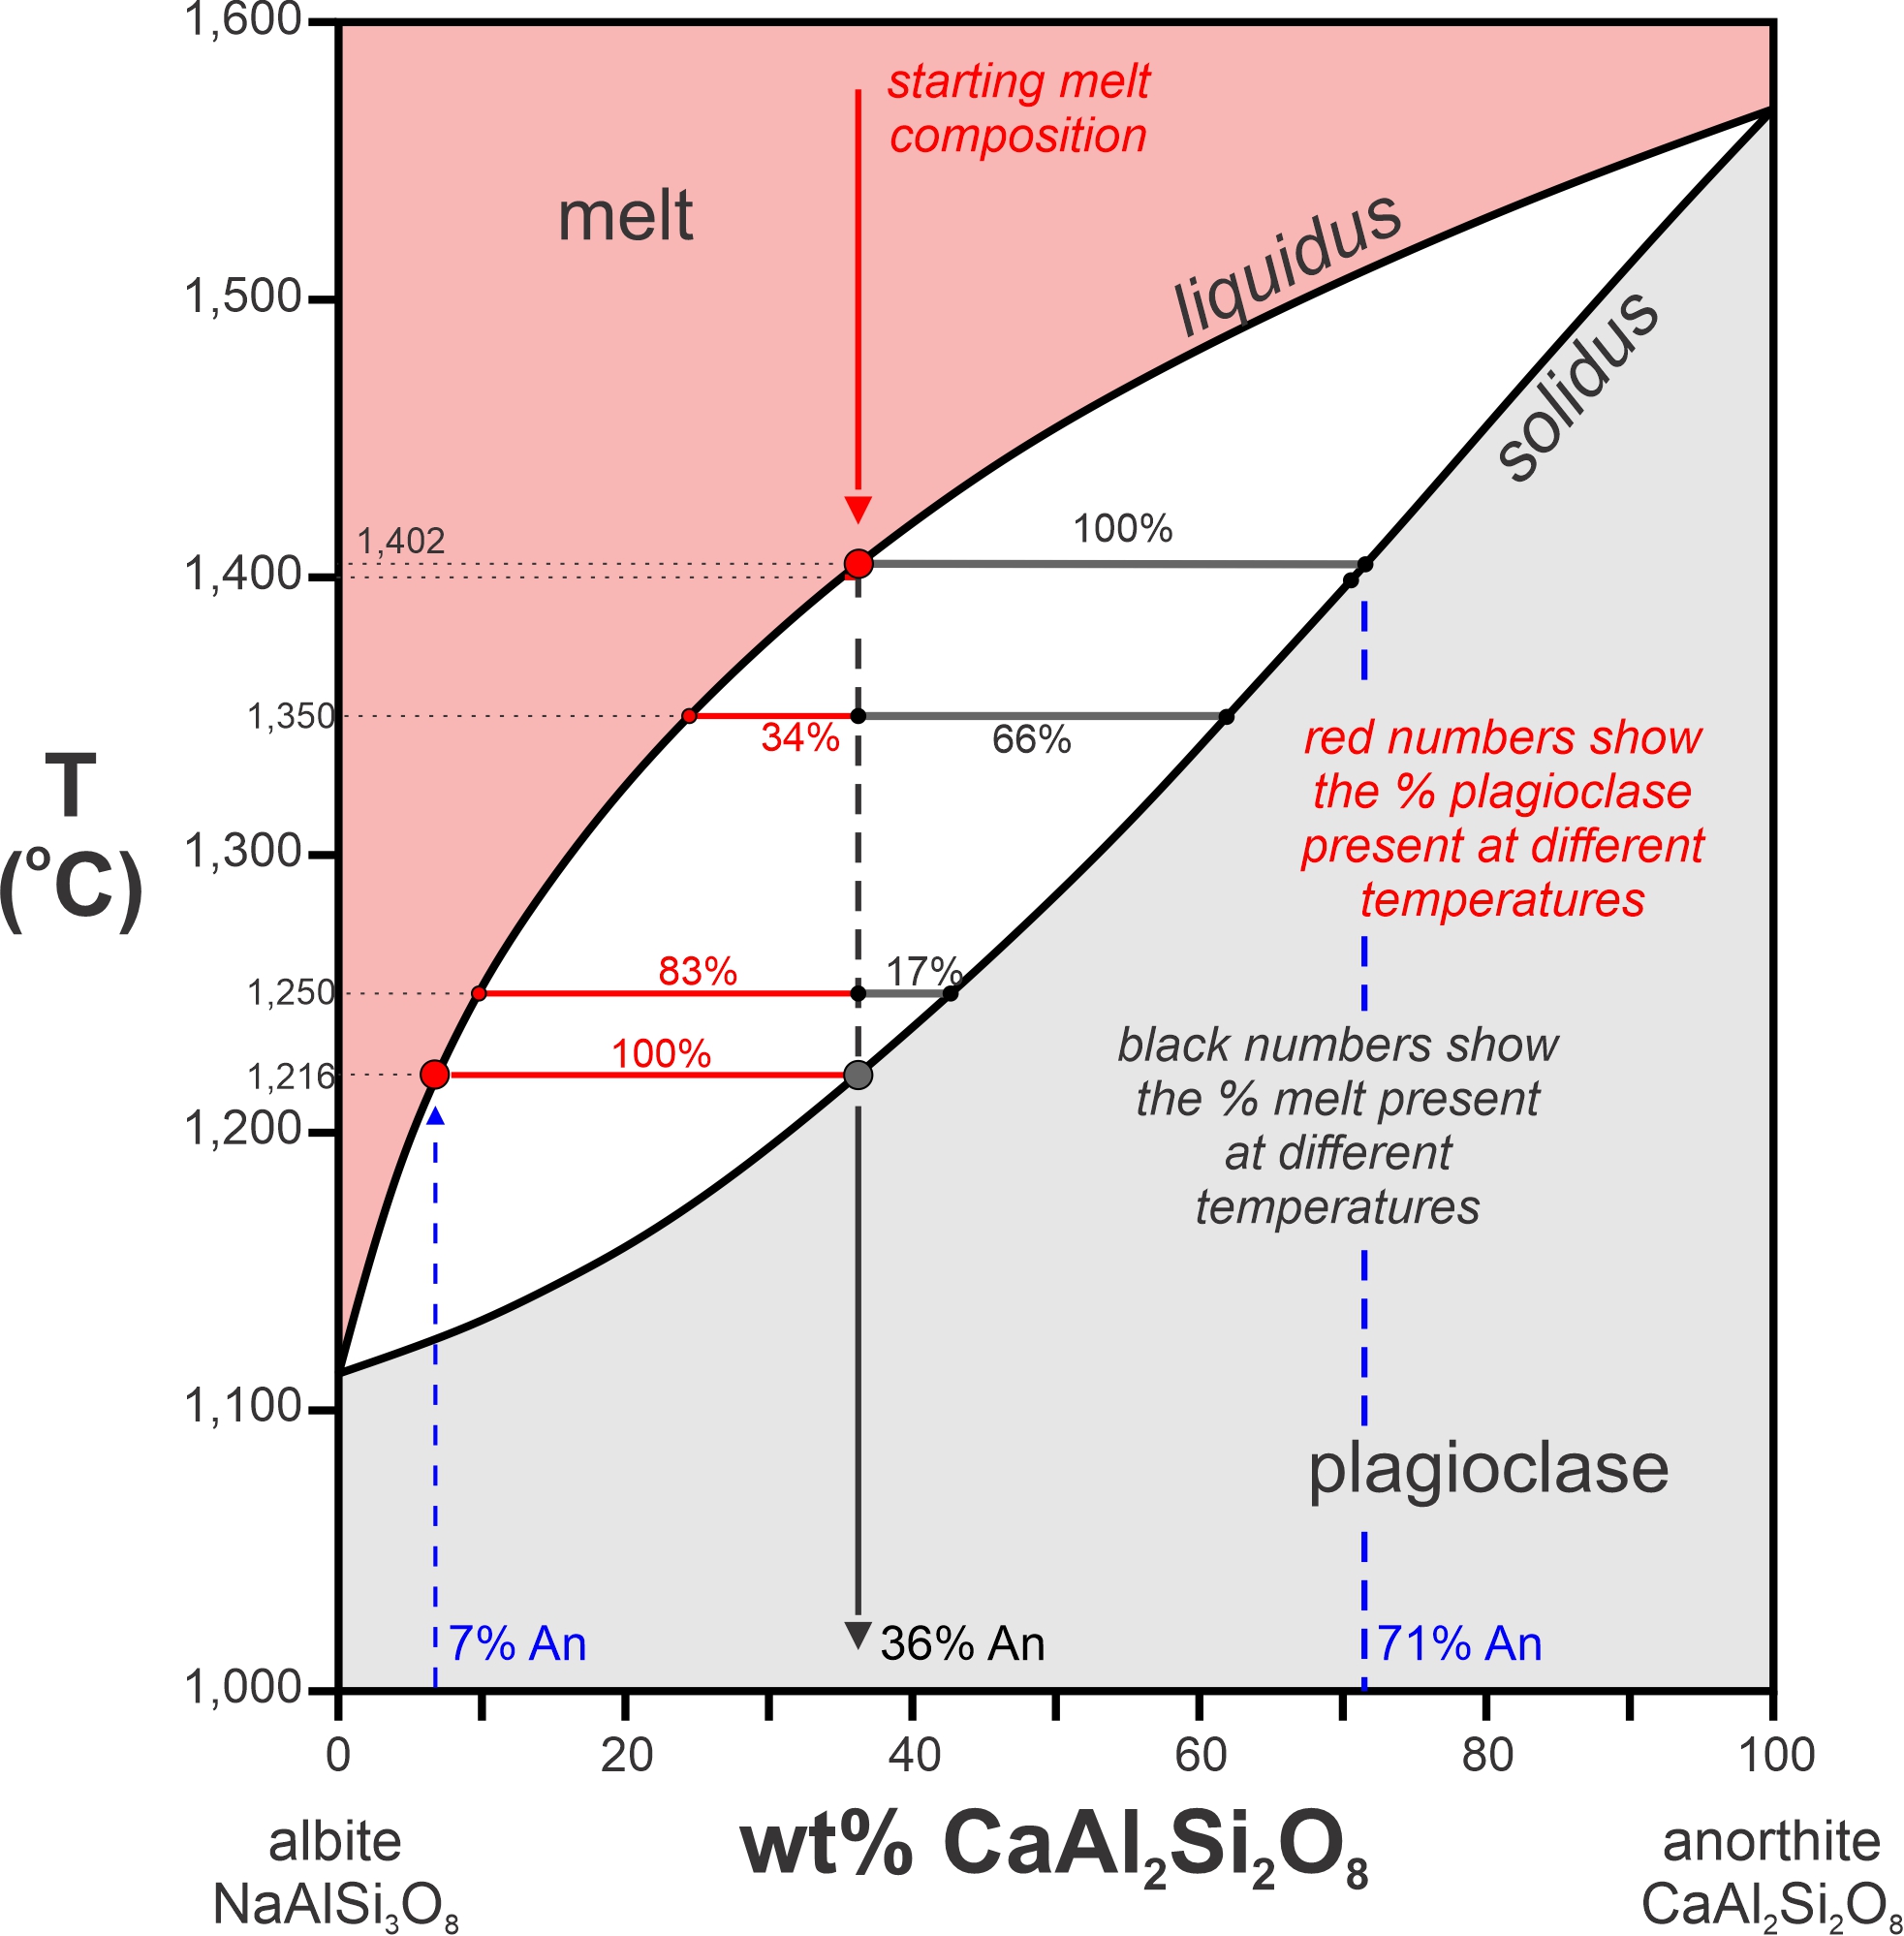 1,600
starting melt
composition
melt
liquidus
1,500
solidus
100%
1,402
1,400
1,350
34%
66%
red numbers show
the % plagioclase
present at different
temperatures
T
(°C)
1,300
83%
17%
1,250
100%
black numbers show
the % melt present
at different
temperatures
1,216
1,200
1,100
plagioclase
7% An
36% An
71% An
1,000
0
20
40
60
80
100
wt% CaAl₂Si₂O₈
albite
NaAlSi₃O₈
anorthite
CaAl₂Si₂O₈